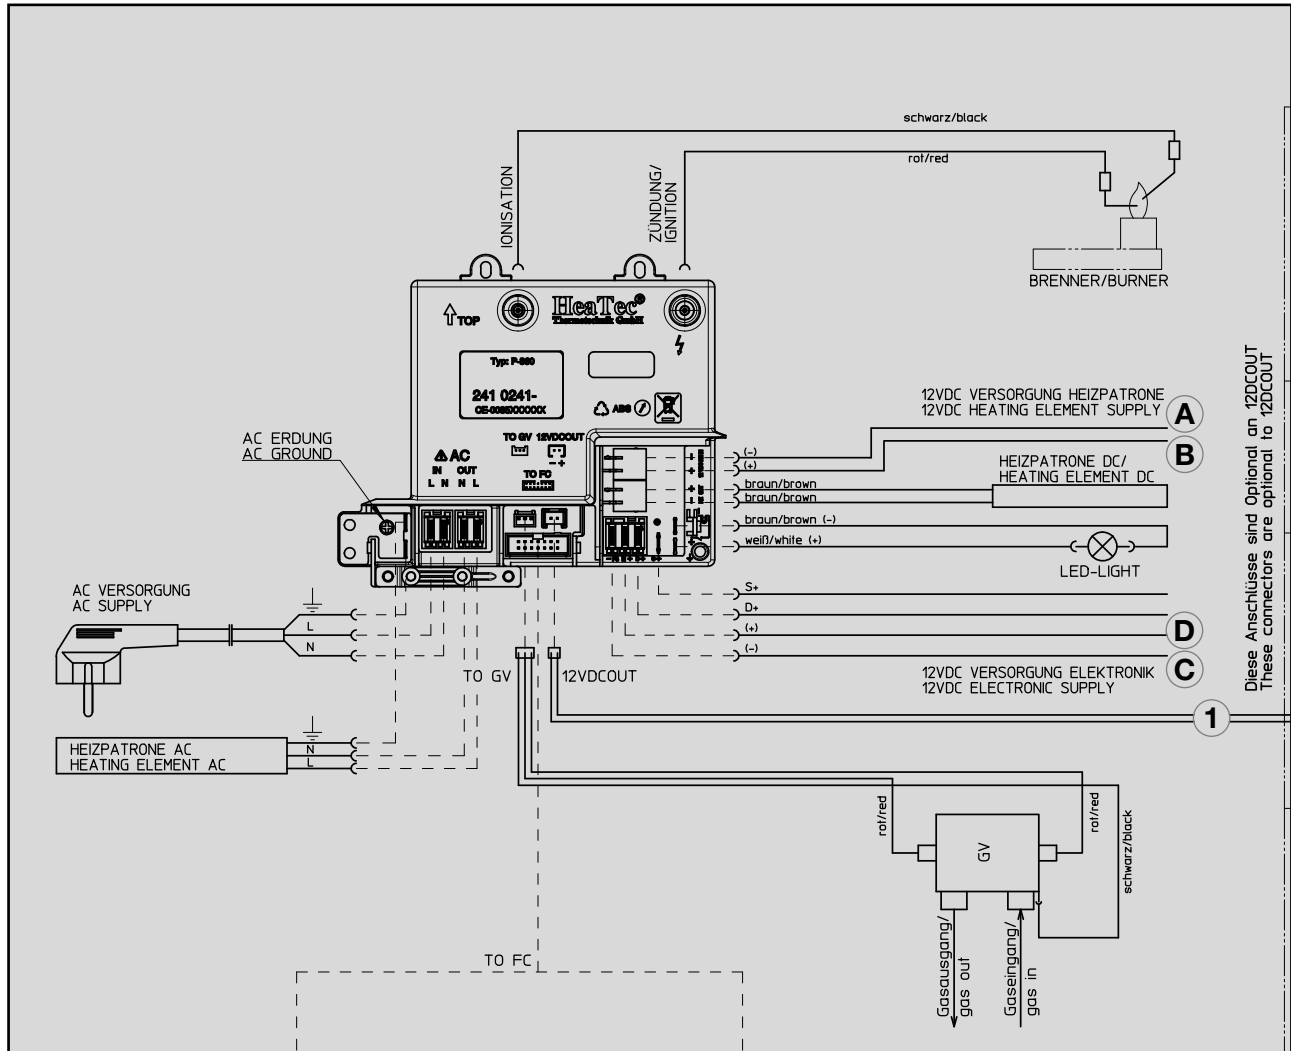 schwarz/black
rot/red
IONISATION
ZÜNDUNG/
IGNITION
BRENNER/BURNER
TOP
HeaTec®
Thermotechnik GmbH
Typ: P-380
241 0241-
ABS
TO GV 12VDCOUT
- +
TO FC
AC
IN OUT
L N N L
AC ERDUNG
AC GROUND
12VDC VERSORGUNG HEIZPATRONE
12VDC HEATING ELEMENT SUPPLY
A
B
(-)
(+)
HEIZPATRONE DC/
HEATING ELEMENT DC
braun/brown
braun/brown
braun/brown (-)
weiß/white (+)
LED-LIGHT
Diese Anschlüsse sind Optional an 12DCOUT
These connectors are optional to 12DCOUT
AC VERSORGUNG
AC SUPPLY
L
N
S+
D+
(+)
(-)
D
C
12VDC VERSORGUNG ELEKTRONIK
12VDC ELECTRONIC SUPPLY
TO GV
12VDCOUT
1
HEIZPATRONE AC
HEATING ELEMENT AC
N
L
rot/red
rot/red
schwarz/black
GV
Gasausgang/
gas out
Gaseingang/
gas in
TO FC